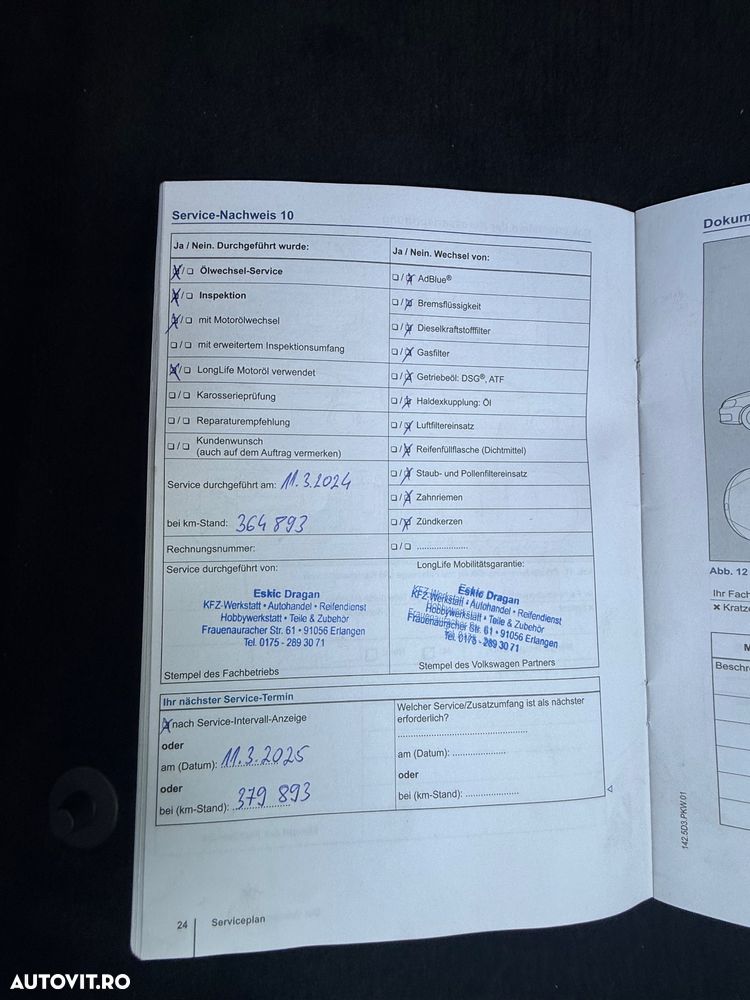 Service-Nachweis 10
Ja / Nein. Durchgeführt wurde:
❑/❑ Ölwechsel-Service
❑/❑ Inspektion
❑/❑ mit Motorölwechsel
❑/❑ mit erweitertem Inspektionsumfang
❑/❑ LongLife Motoröl verwendet
❑/❑ Karosserieprüfung
❑/❑ Reparaturempfehlung
❑/❑ Kundenwunsch
(auch auf dem Auftrag vermerken)
Service durchgeführt am: 11.3.2024
bei km-Stand: 364 893
Rechnungsnummer:
Ja / Nein. Wechsel von:
❑/❑ AdBlue®
❑/❑ Bremsflüssigkeit
❑/❑ Dieselkraftstofffilter
❑/❑ Gasfilter
❑/❑ Getriebeöl: DSG®, ATF
❑/❑ Haldexkupplung: Öl
❑/❑ Luftfiltereinsatz
❑/❑ Reifenfüllflasche (Dichtmittel)
❑/❑ Staub- und Pollenfiltereinsatz
❑/❑ Zahnriemen
❑/❑ Zündkerzen
❑/❑ .....................
Service durchgeführt von:
Eskic Dragan
KFZ-Werkstatt • Autohandel • Reifendienst
Hobbywerkstatt • Teile & Zubehör
Frauenauracher Str. 61 • 91056 Erlangen
Tel. 0175 - 289 30 71
Stempel des Fachbetriebs
LongLife Mobilitätsgarantie:
Eskic Dragan
KFZ-Werkstatt • Autohandel • Reifendienst
Hobbywerkstatt • Teile & Zubehör
Frauenauracher Str. 61 • 91056 Erlangen
Tel. 0175 - 289 30 71
Stempel des Volkswagen Partners
Ihr nächster Service-Termin
❑ nach Service-Intervall-Anzeige
oder
am (Datum): 11.3.2025
oder
bei (km-Stand): 379 893
Welcher Service/Zusatzumfang ist als nächster
erforderlich?
am (Datum): .....................
oder
bei (km-Stand): .....................
24 Serviceplan
142.5D3.PKW.01
Dokum
Abb. 12
Ihr Fach
× Kratze
M
Beschre
AUTOVIT.RO